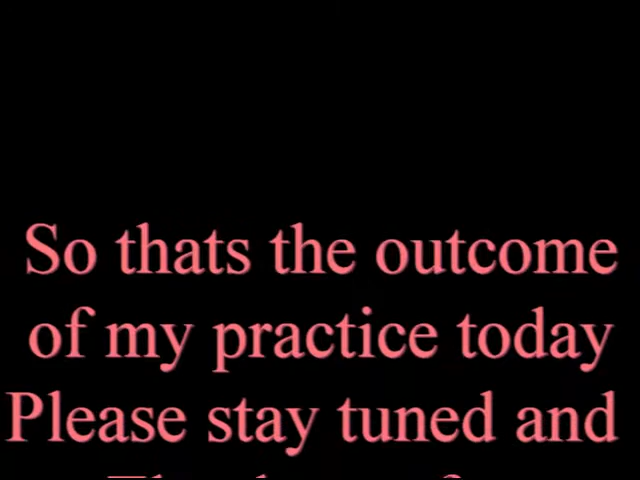 So thats the outcome
of my practice today
Please stay tuned and